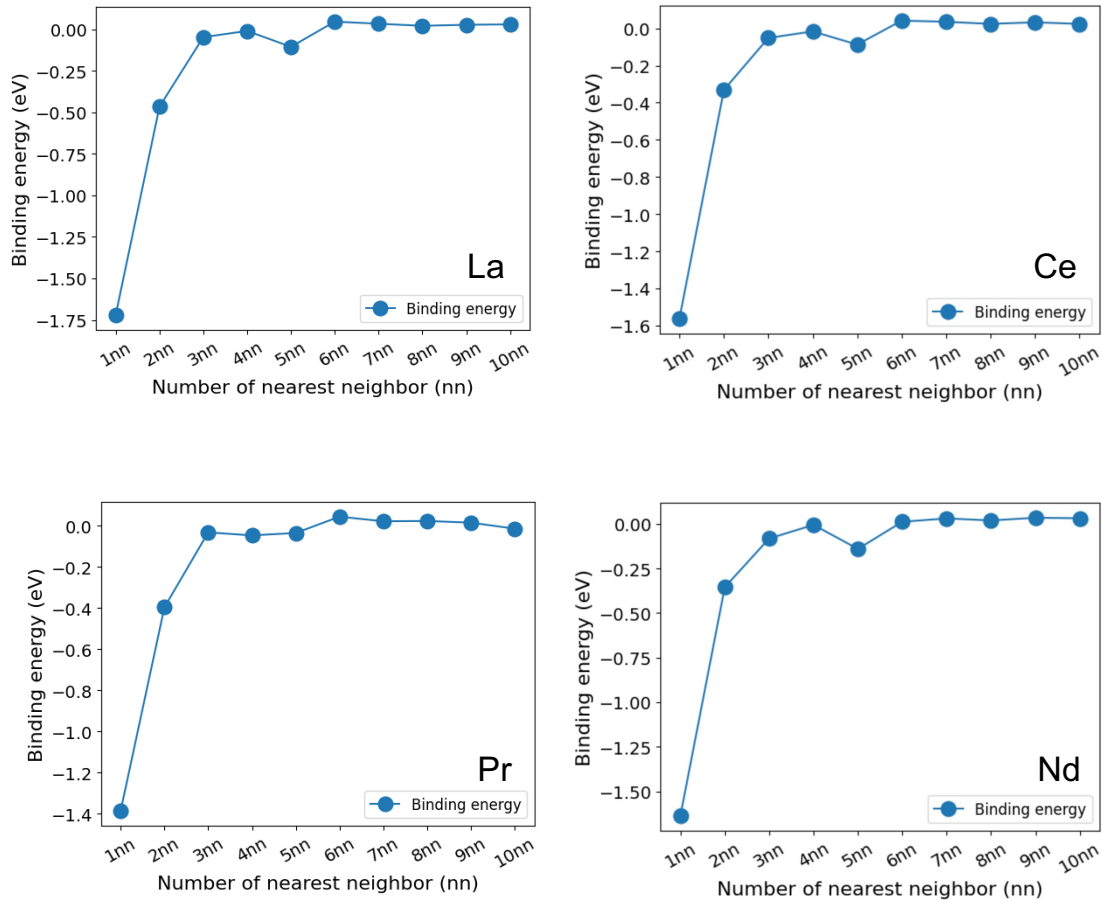 0.00
−0.25
−0.50
−0.75
−1.00
−1.25
−1.50
−1.75
Binding energy (eV)
La
Binding energy
1nn 2nn 3nn 4nn 5nn 6nn 7nn 8nn 9nn 10nn
Number of nearest neighbor (nn)
0.0
−0.2
−0.4
−0.6
−0.8
−1.0
−1.2
−1.4
−1.6
Binding energy (eV)
Ce
Binding energy
1nn 2nn 3nn 4nn 5nn 6nn 7nn 8nn 9nn 10nn
Number of nearest neighbor (nn)
0.0
−0.2
−0.4
−0.6
−0.8
−1.0
−1.2
−1.4
Binding energy (eV)
Pr
Binding energy
1nn 2nn 3nn 4nn 5nn 6nn 7nn 8nn 9nn 10nn
Number of nearest neighbor (nn)
0.00
−0.25
−0.50
−0.75
−1.00
−1.25
−1.50
Binding energy (eV)
Nd
Binding energy
1nn 2nn 3nn 4nn 5nn 6nn 7nn 8nn 9nn 10nn
Number of nearest neighbor (nn)